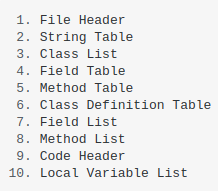 1. File Header
2. String Table
3. Class List
4. Field Table
5. Method Table
6. Class Definition Table
7. Field List
8. Method List
9. Code Header
10. Local Variable List